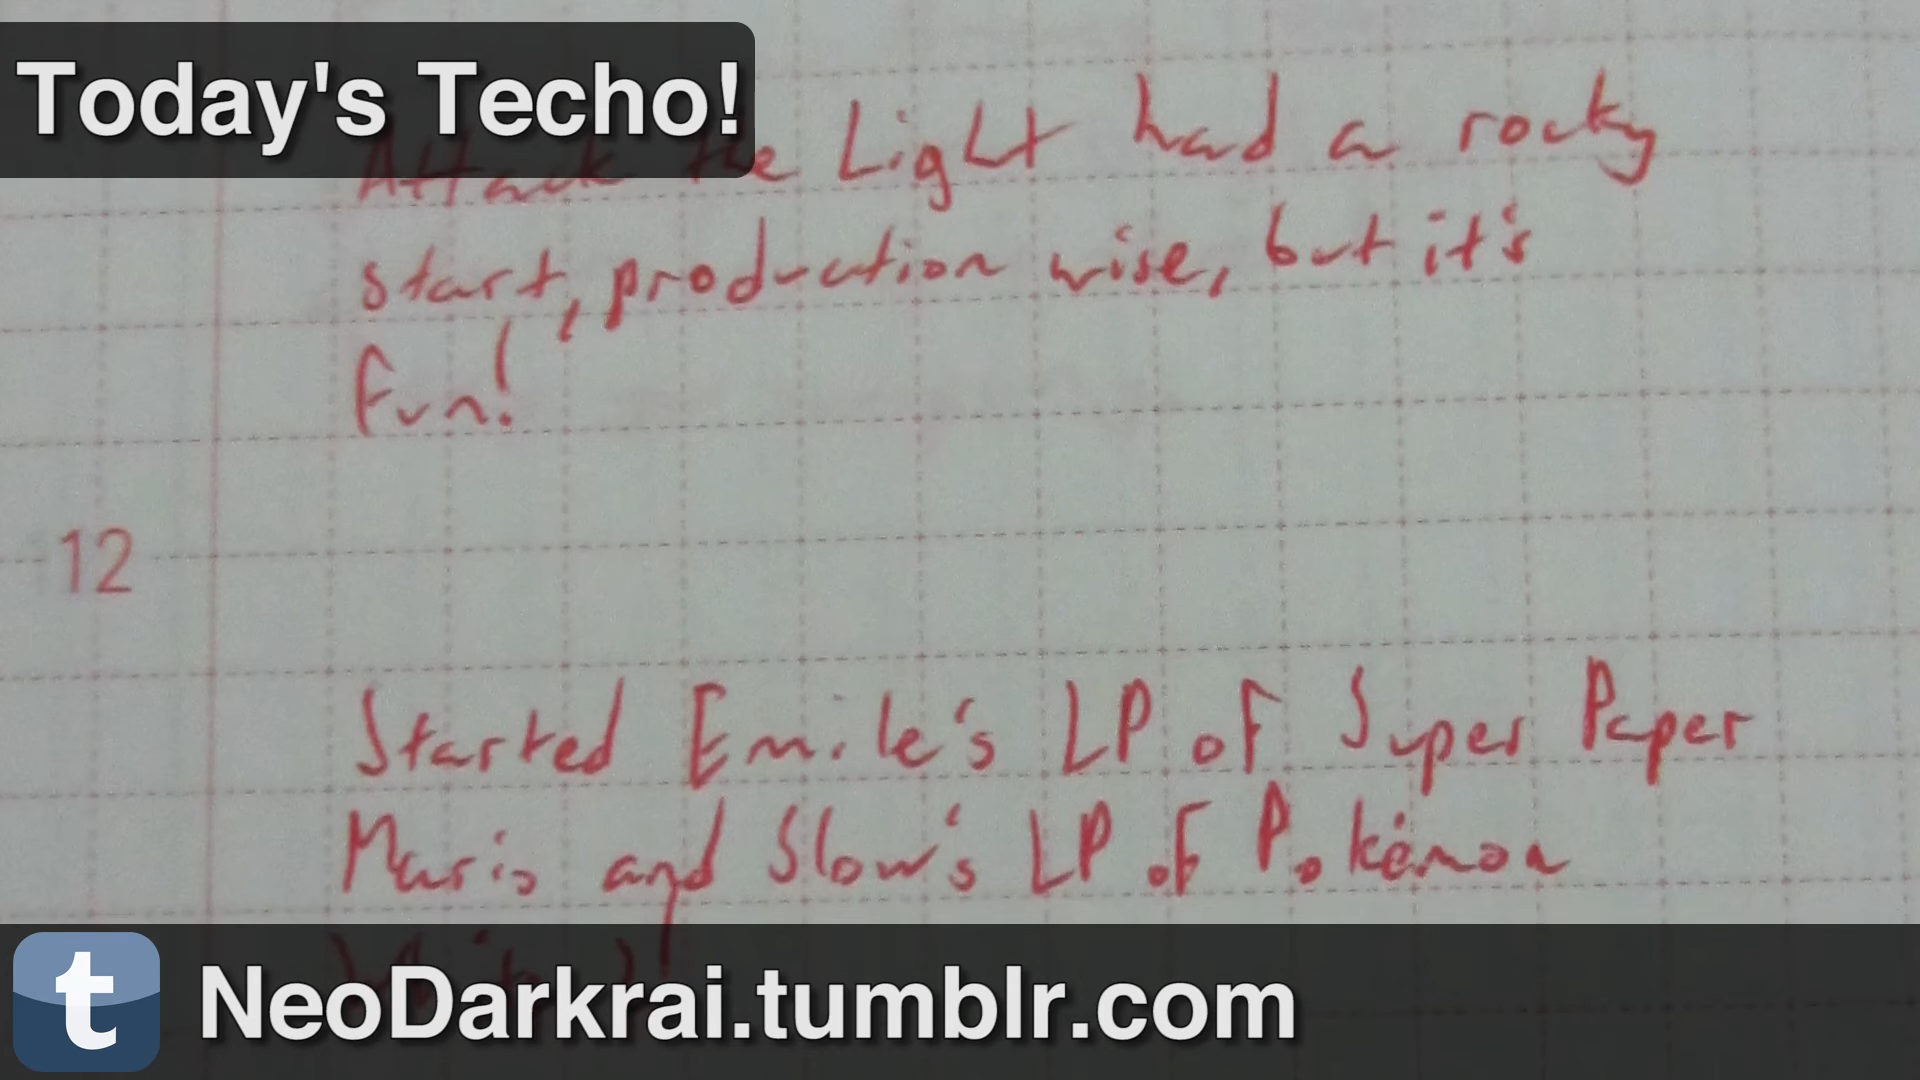 Today's Techo!
Attack the Light had a rocky
start, production wise, but it's
fun!
12
Started Emile's LP of Super Paper
Mario and Slow's LP of Pokémon
t NeoDarkrai.tumblr.com